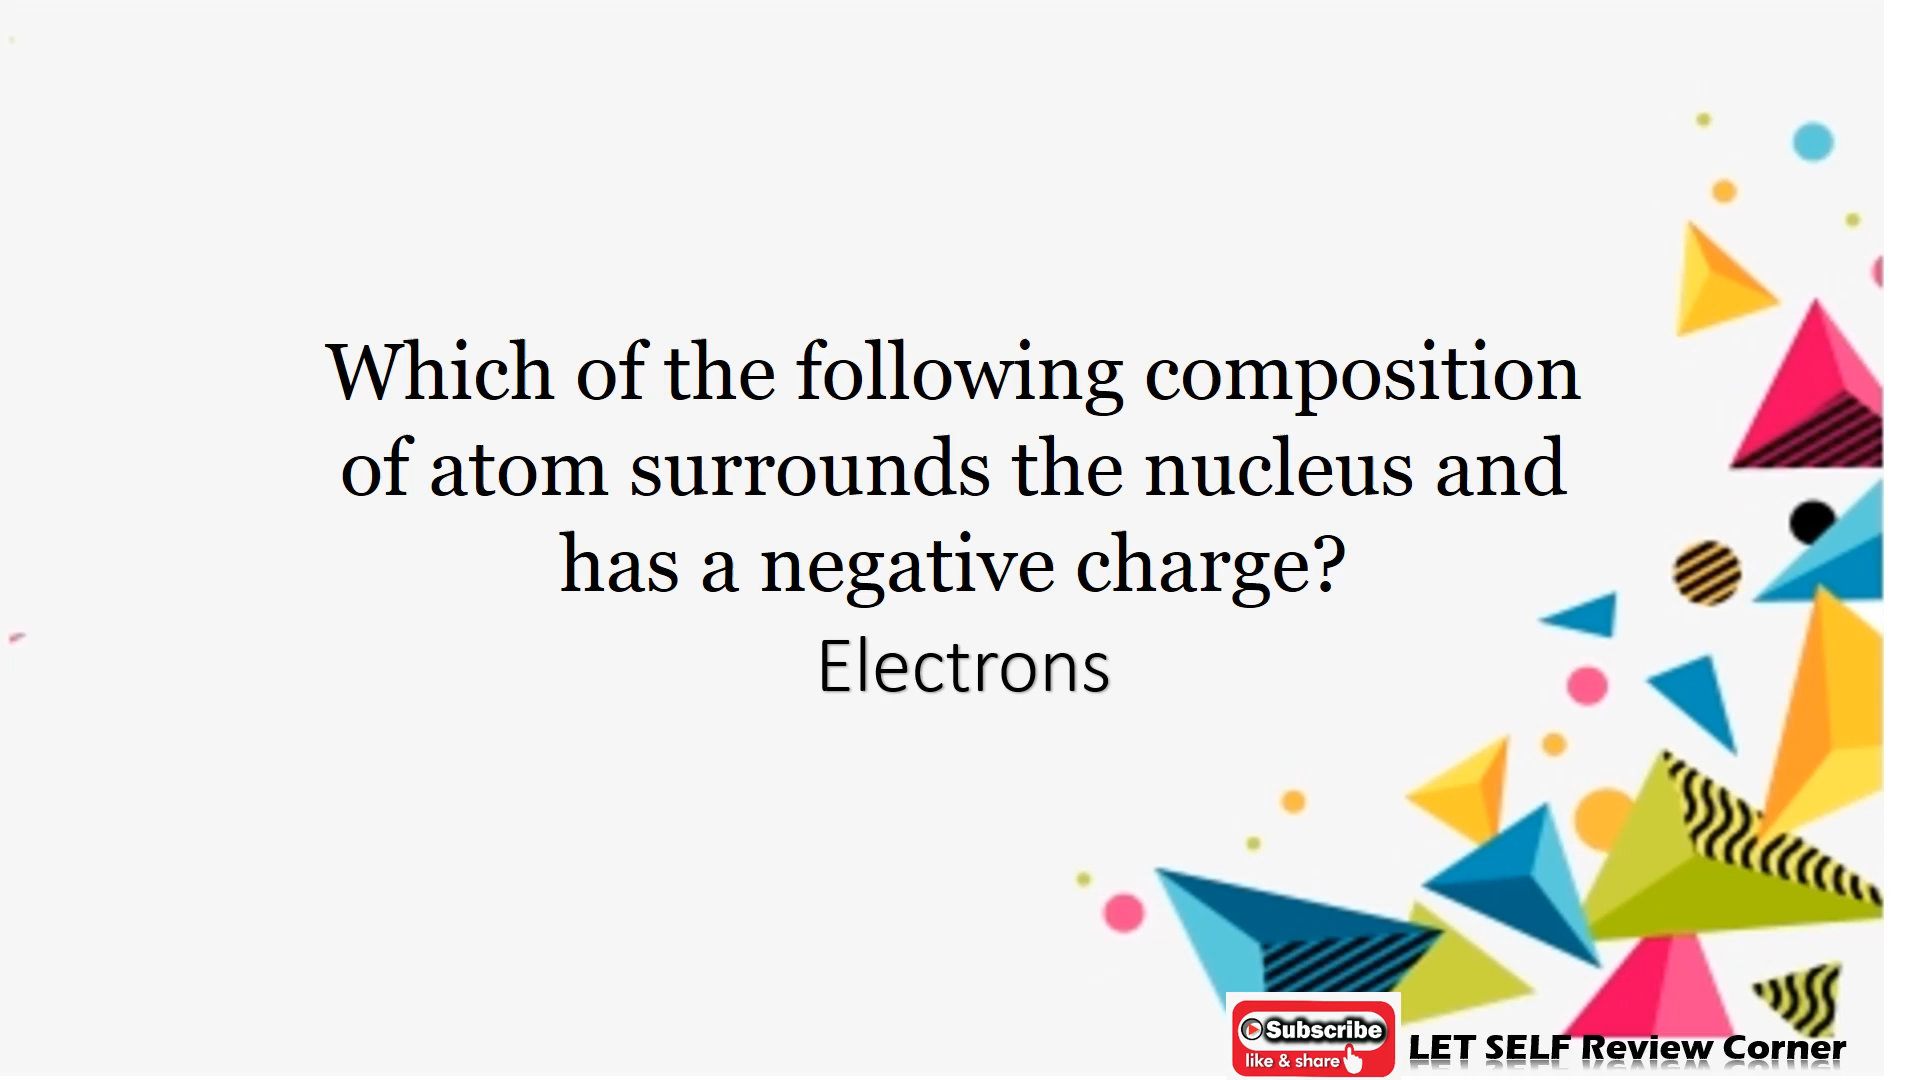 Which of the following composition
of atom surrounds the nucleus and
has a negative charge?
Electrons
Subscribe
like & share
LET SELF Review Corner